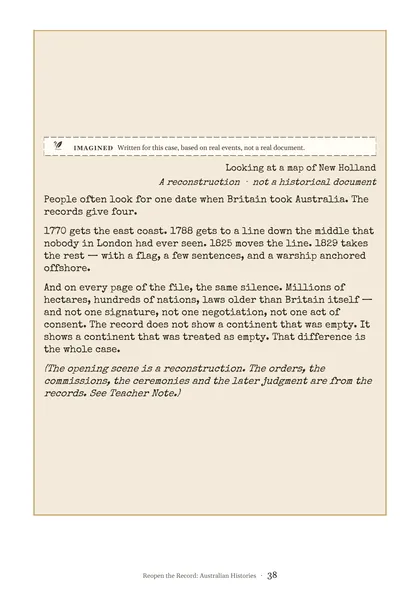 IMAGINED Written for this case, based on real events, not a real document.
Looking at a map of New Holland
A reconstruction · not a historical document
People often look for one date when Britain took Australia. The
records give four.
1770 gets the east coast. 1788 gets to a line down the middle that
nobody in London had ever seen. 1825 moves the line. 1829 takes
the rest — with a flag, a few sentences, and a warship anchored
offshore.
And on every page of the file, the same silence. Millions of
hectares, hundreds of nations, laws older than Britain itself —
and not one signature, not one negotiation, not one act of
consent. The record does not show a continent that was empty. It
shows a continent that was treated as empty. That difference is
the whole case.
(The opening scene is a reconstruction. The orders, the
commissions, the ceremonies and the later judgment are from the
records. See Teacher Note.)
Reopen the Record: Australian Histories · 38